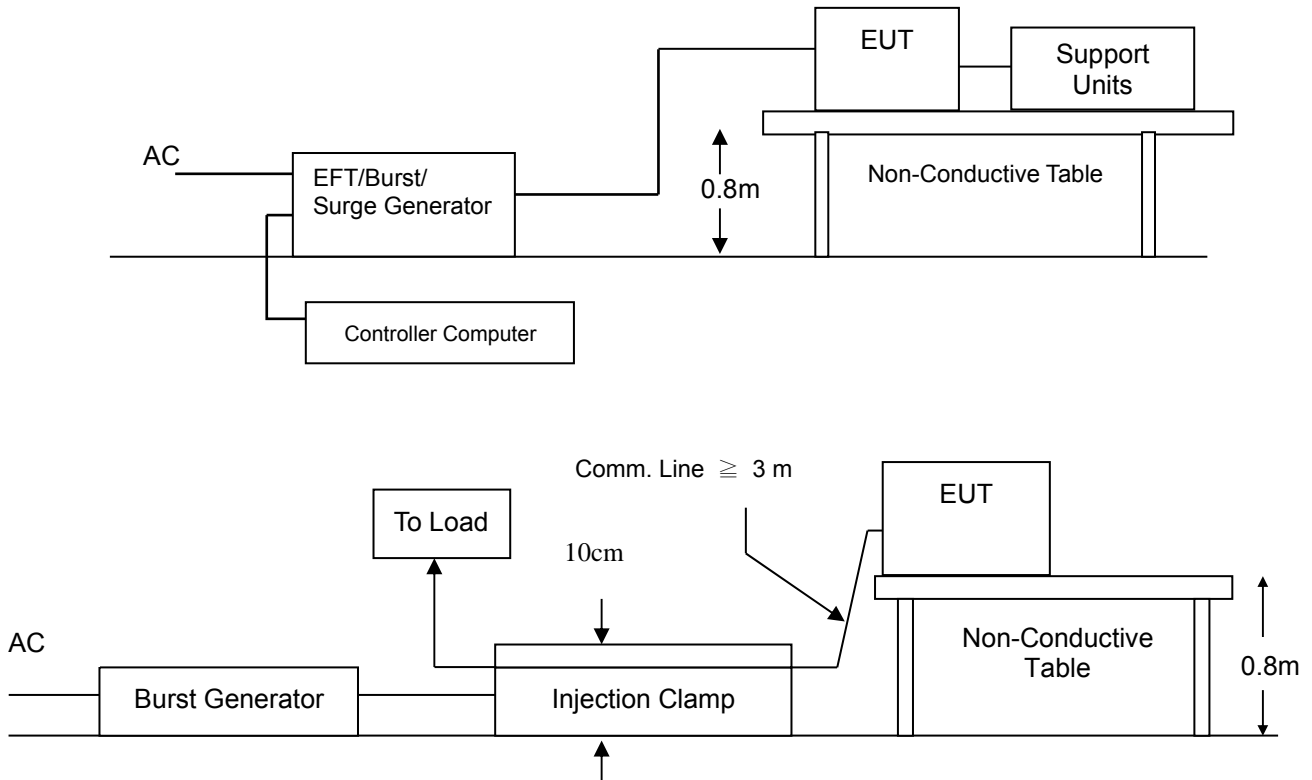 EUT
Support
Units
AC
EFT/Burst/
Surge Generator
0.8m
Non-Conductive Table
Controller Computer
Comm. Line ≧ 3 m
EUT
To Load
10cm
AC
Non-Conductive
Table
0.8m
Burst Generator
Injection Clamp